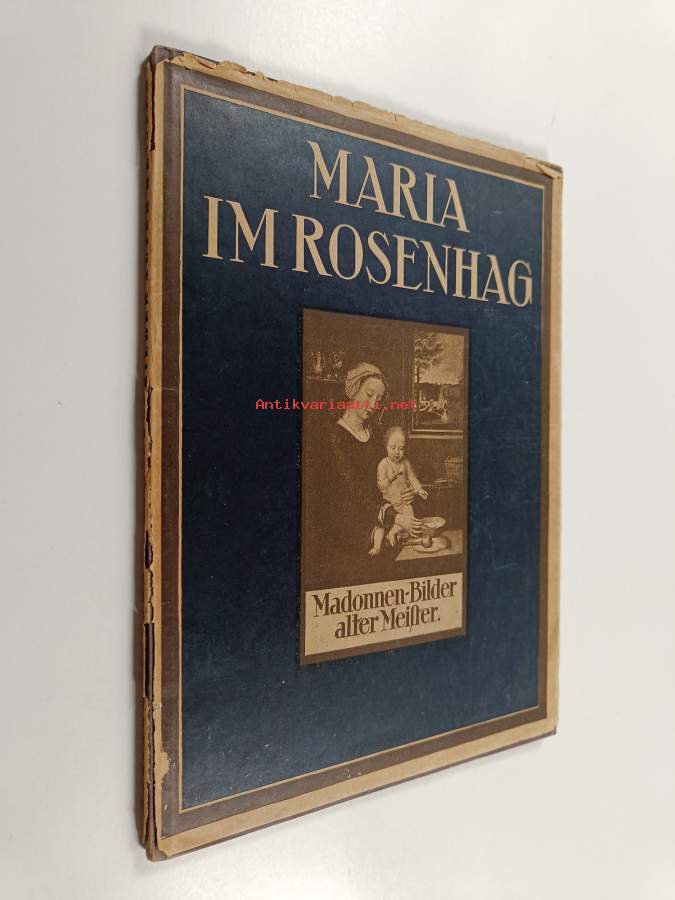 MARIA
IM ROSENHAG
Antikvariaatti.net
Madonnen-Bilder
alter Meiſter.